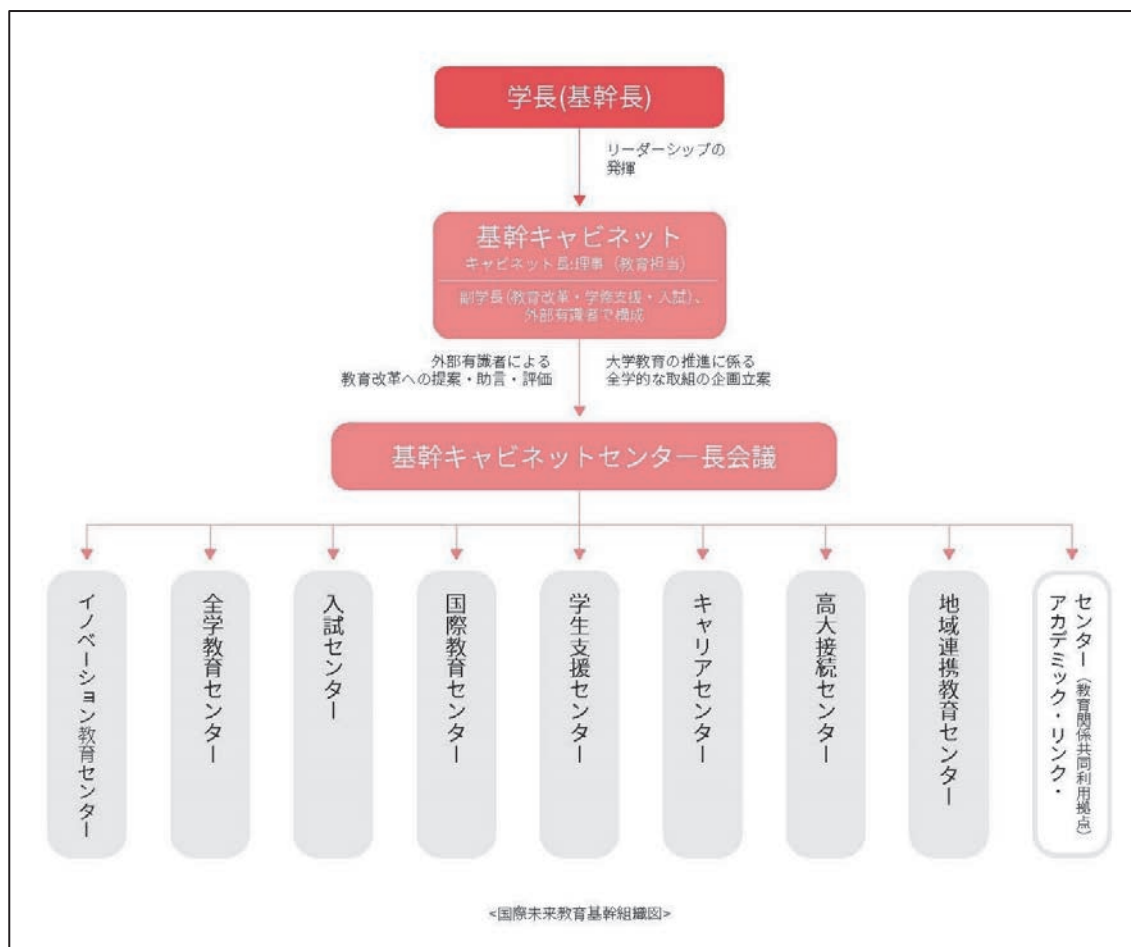 学長(基幹長)
リーダーシップの
発揮
基幹キャビネット
キャビネット長:理事（教育担当）
副学長(教育改革・学修支援・入試)、
外部有識者で構成
外部有識者による
教育改革への提案・助言・評価
大学教育の推進に係る
全学的な取組の企画立案
基幹キャビネットセンター長会議
イノベーション教育センター
全学教育センター
入試センター
国際教育センター
学生支援センター
キャリアセンター
高大接続センター
地域連携教育センター
アカデミック・リンク・
センター（教育関係共同利用拠点）
<国際未来教育基幹組織図>